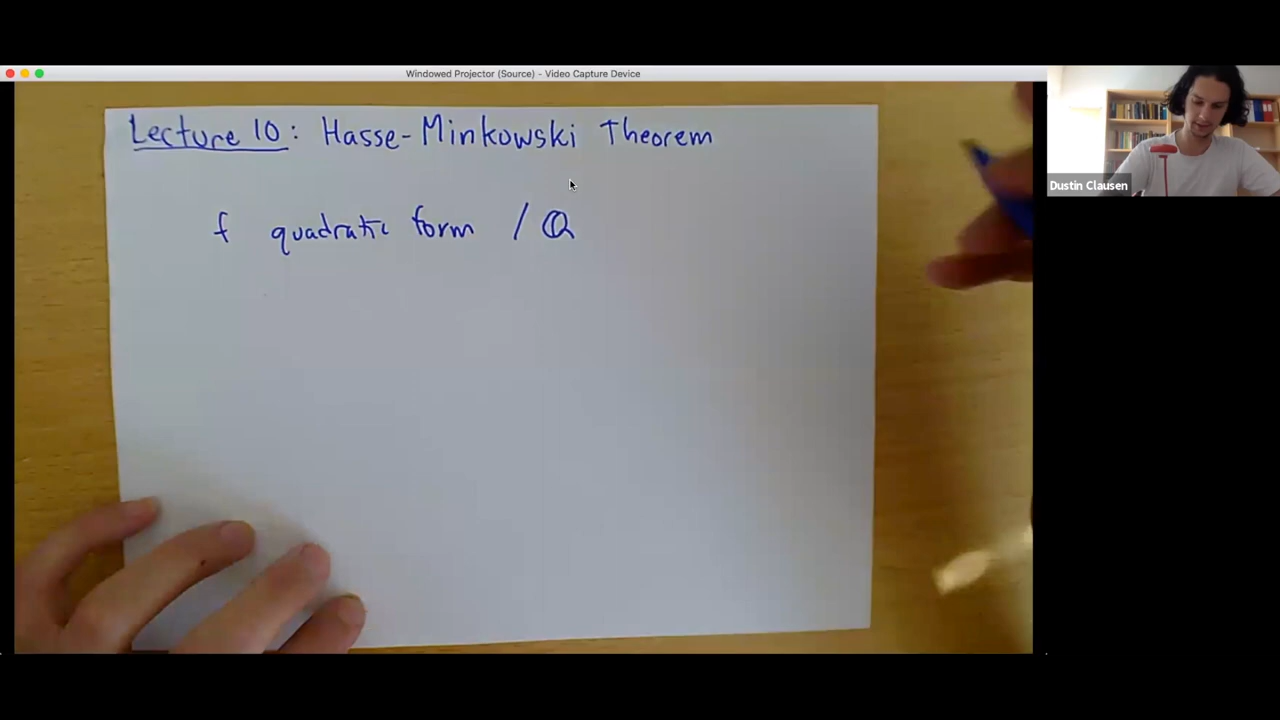 Windowed Projector (Source) - Video Capture Device
Lecture 10: Hasse-Minkowski Theorem
f quadratic form / ℚ
Dustin Clausen